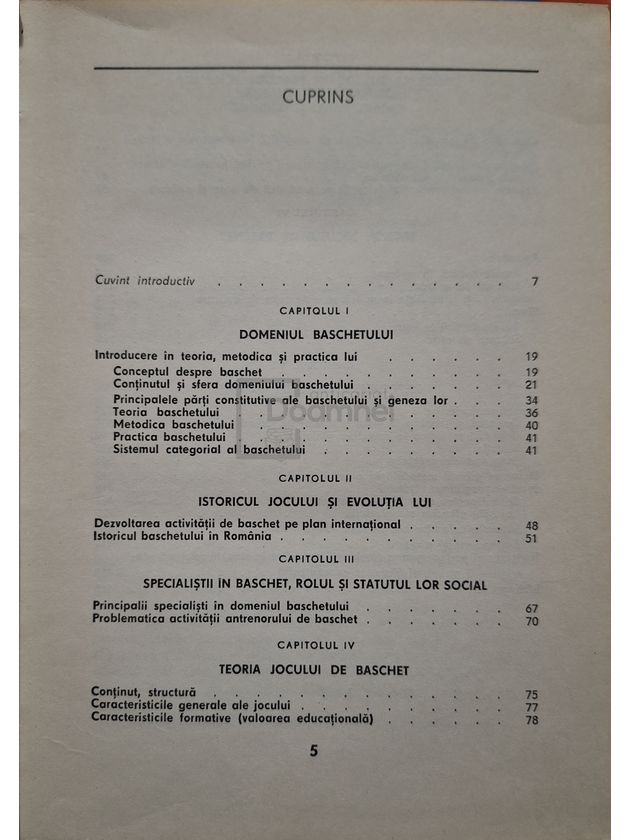 CUPRINS
Cuvint introductiv . . . . . . . . . . . . . . 7
CAPITOLUL I
DOMENIUL BASCHETULUI
Introducere in teoria, metodica și practica lui . . . . . . 19
Conceptul despre baschet . . . . . . . . . . 19
Conținutul și sfera domeniului baschetului . . . . . . 21
Principalele părți constitutive ale baschetului și geneza lor . . . 34
Teoria baschetului . . . . . . . . . . . 36
Metodica baschetului . . . . . . . . . . . 40
Practica baschetului . . . . . . . . . . . 41
Sistemul categorial al baschetului . . . . . . . . 41
CAPITOLUL II
ISTORICUL JOCULUI ȘI EVOLUȚIA LUI
Dezvoltarea activității de baschet pe plan internațional . . . . . 48
Istoricul baschetului in România . . . . . . . . . 51
CAPITOLUL III
SPECIALIȘTII ÎN BASCHET, ROLUL ȘI STATUTUL LOR SOCIAL
Principalii specialiști in domeniul baschetului . . . . . . 67
Problematica activității antrenorului de baschet . . . . . . 70
CAPITOLUL IV
TEORIA JOCULUI DE BASCHET
Conținut, structură . . . . . . . . . . . . . 75
Caracteristicile generale ale jocului . . . . . . . . . 77
Caracteristicile formative (valoarea educațională) . . . . . 78
5